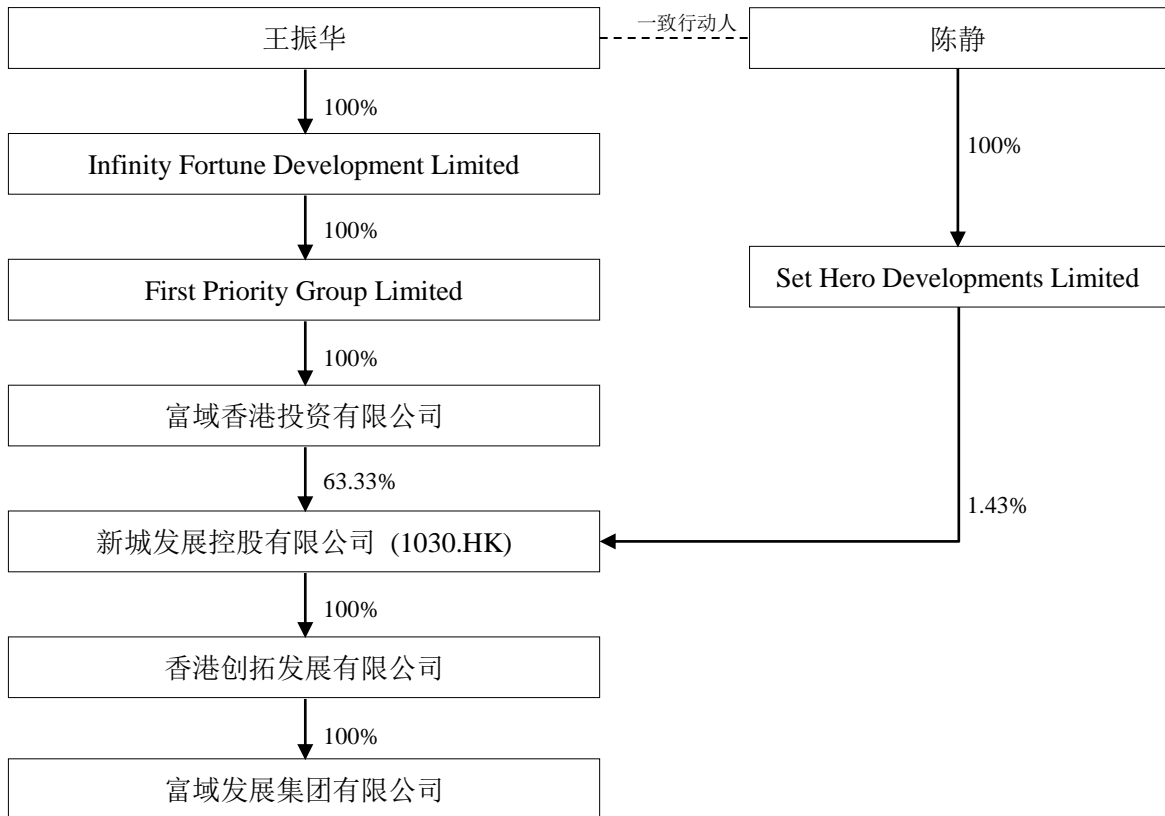 王振华
一致行动人
陈静
100%
Infinity Fortune Development Limited
100%
100%
First Priority Group Limited
Set Hero Developments Limited
100%
富域香港投资有限公司
63.33%
1.43%
新城发展控股有限公司 (1030.HK)
100%
香港创拓发展有限公司
100%
富域发展集团有限公司